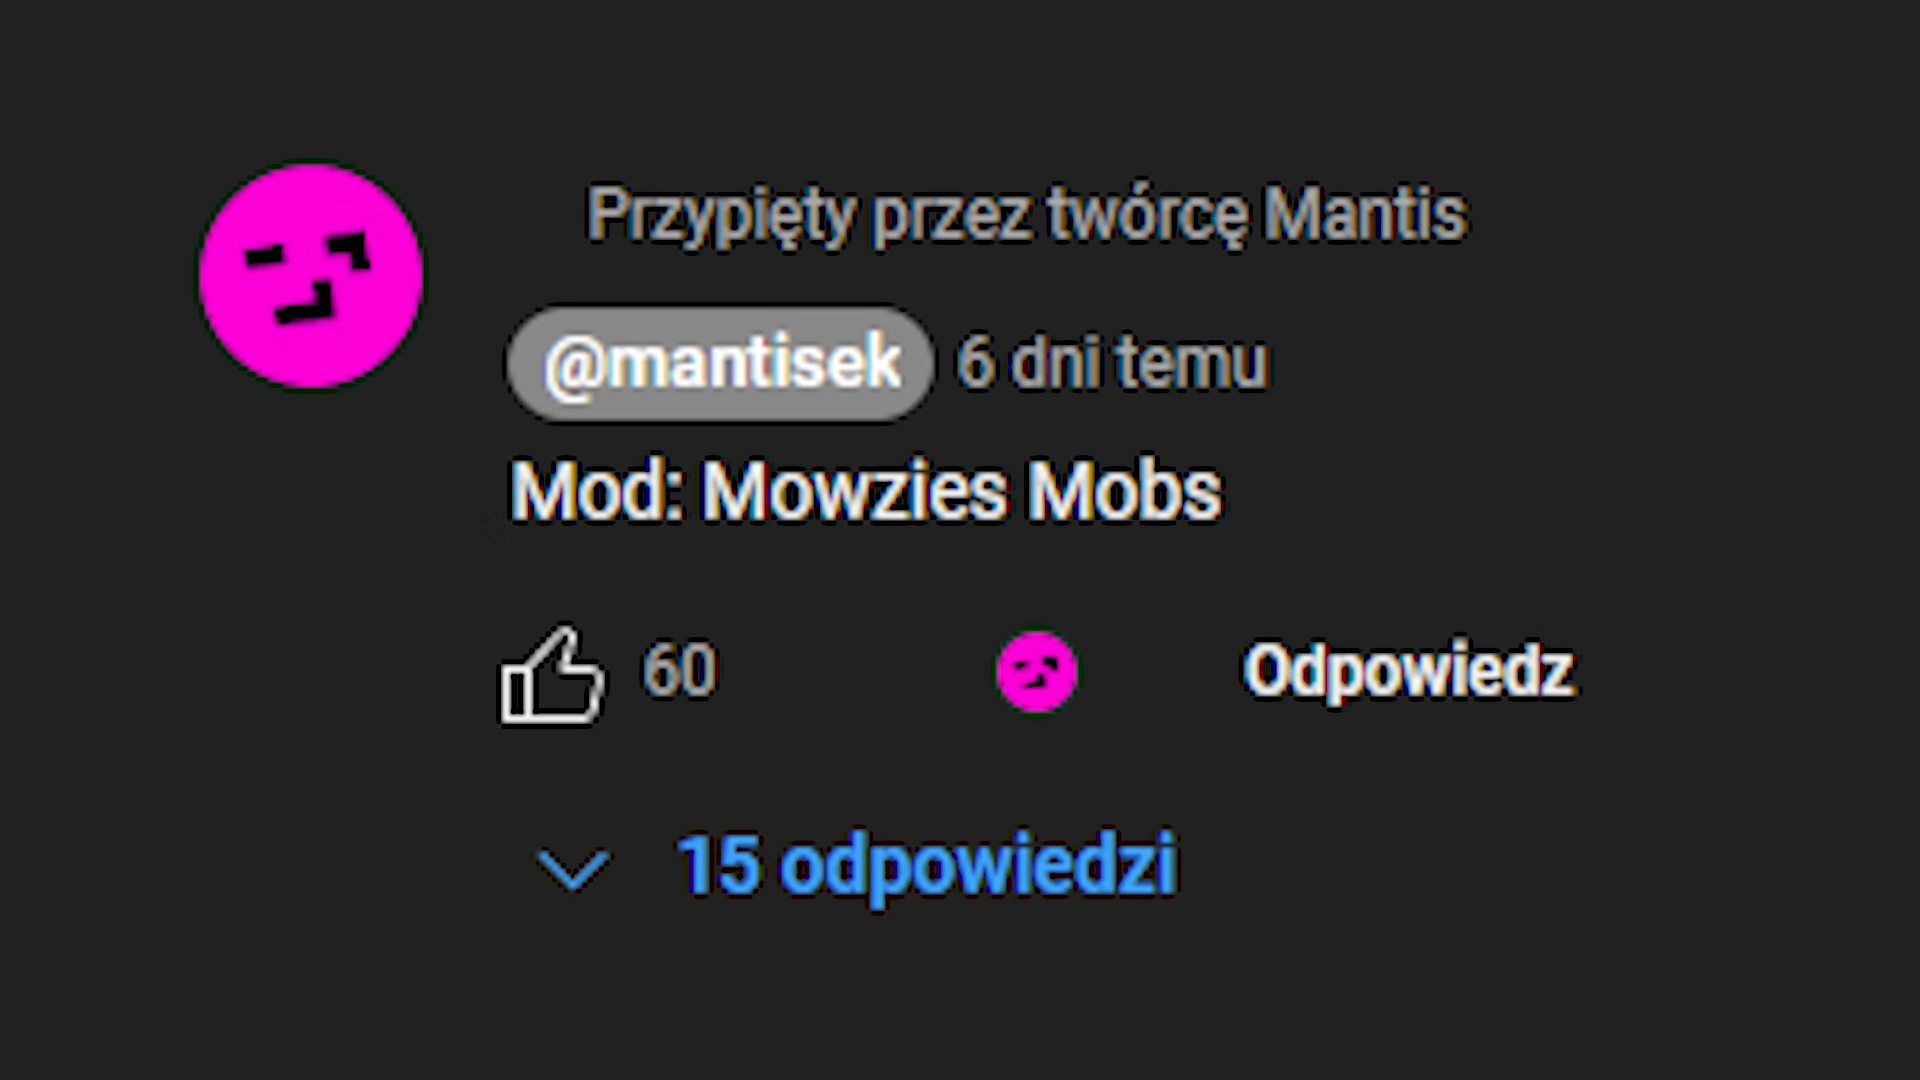 Przypięty przez twórcę Mantis
@mantisek 6 dni temu
Mod: Mowzies Mobs
60 Odpowiedz
15 odpowiedzi